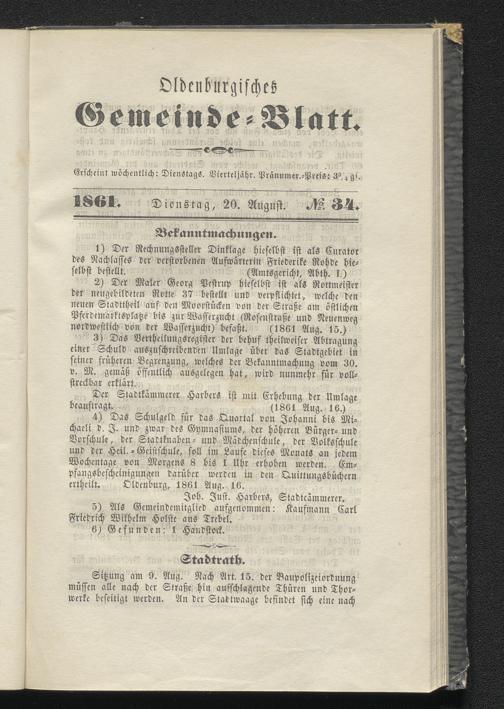 Oldenburgisches
Gemeinde-Blatt.
Erscheint wöchentlich: Dienstags. Vierteljähr. Pränumer.-Preis: 3¾ gr.
1861. Dienstag, 20. August. № 34.
Bekanntmachungen.
1) Der Rechnungssteller Dinklage hieselbst ist als Curator
des Nachlasses der verstorbenen Aufwärterin Friederike Rohde hie-
selbst bestellt. (Amtsgericht, Abth. I.)
2) Der Maler Georg Pestrup hieselbst ist als Rottmeister
der neugebildeten Rotte 37 bestellt und verpflichtet, welche den
neuen Stadttheil auf den Moorstücken von der Straße am östlichen
Pferdemarktsplatze bis zur Wasserzucht (Rosenstraße und Neuenweg
nordwestlich von der Wasserzucht) befaßt. (1861 Aug. 15.)
3) Das Vertheilungsregister der behuf theilweiser Abtragung
einer Schuld auszuschreibenden Umlage über das Stadtgebiet in
seiner früheren Begrenzung, welches der Bekanntmachung vom 30.
v. M. gemäß öffentlich ausgelegen hat, wird nunmehr für voll-
streckbar erklärt.
Der Stadtkämmerer Harbers ist mit Erhebung der Umlage
beauftragt. (1861 Aug. 16.)
4) Das Schulgeld für das Quartal von Johanni bis Mi-
chaeli d. J. und zwar des Gymnasiums, der höheren Bürger- und
Vorschule, der Stadtknaben- und Mädchenschule, der Volksschule
und der Heil.-Geistschule, soll im Laufe dieses Monats an jedem
Wochentage von Morgens 8 bis 1 Uhr erhoben werden. Em-
pfangsbescheinigungen darüber werden in den Quittungsbüchern
ertheilt. Oldenburg, 1861 Aug. 16.
Joh. Just. Harbers, Stadtcämmerer.
5) Als Gemeindemitglied aufgenommen: Kaufmann Carl
Friedrich Wilhelm Holste aus Trebel.
6) Gefunden: 1 Handstock.
Stadtrath.
Sitzung am 9. Aug. Nach Art. 15. der Baupolizeiordnung
müssen alle nach der Straße hin aufschlagende Thüren und Thor-
werke beseitigt werden. An der Stadtwaage befindet sich eine nach